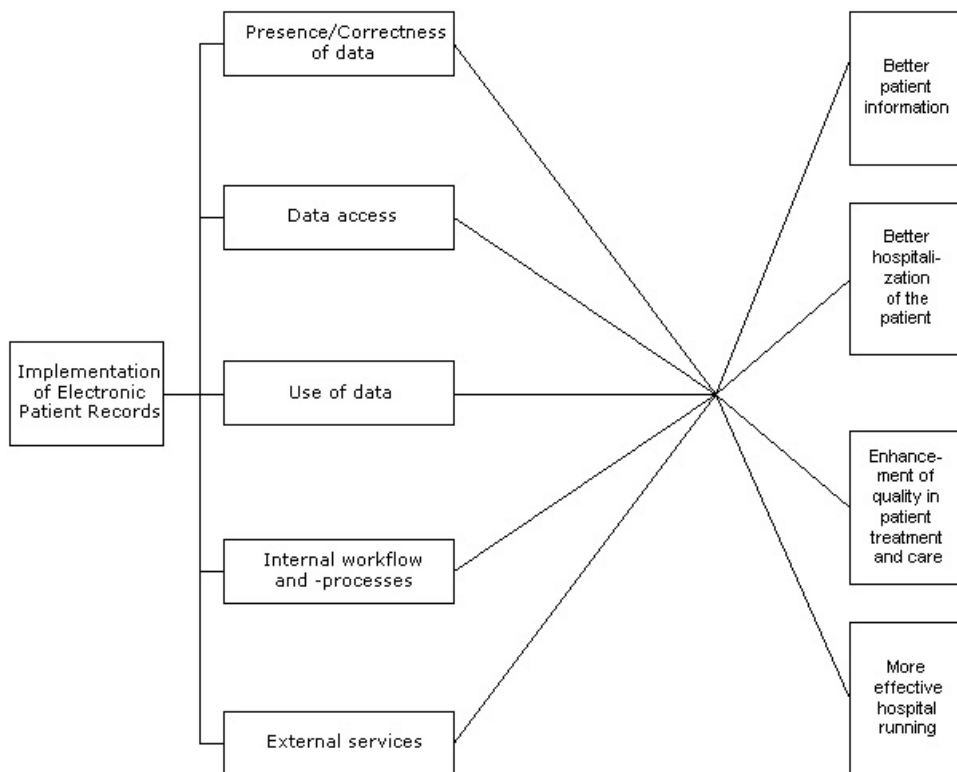 Implementation
of Electronic
Patient Records
Presence/Correctness
of data
Data access
Use of data
Internal workflow
and -processes
External services
Better
patient
information
Better
hospitali-
zation
of the
patient
Enhance-
ment of
quality in
patient
treatment
and care
More
effective
hospital
running